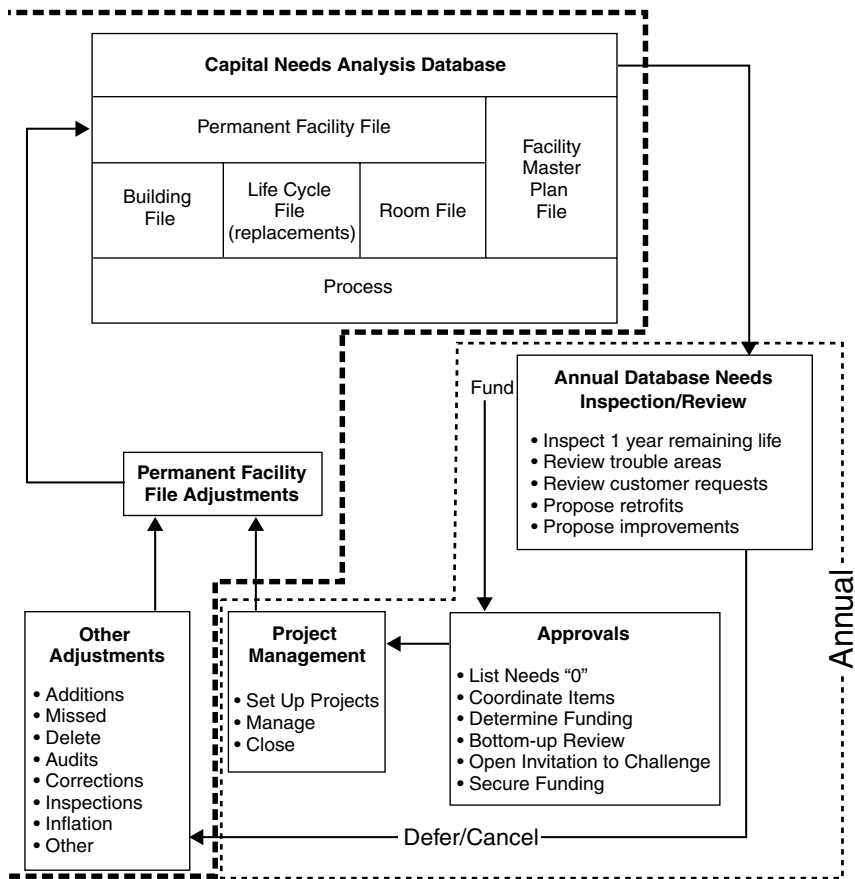 Capital Needs Analysis Database
Permanent Facility File
Facility
Master
Plan
File
Building
File
Life Cycle
File
(replacements)
Room File
Process
Fund
Annual Database Needs
Inspection/Review
• Inspect 1 year remaining life
• Review trouble areas
• Review customer requests
• Propose retrofits
• Propose improvements
Permanent Facility
File Adjustments
Annual
Other
Adjustments
• Additions
• Missed
• Delete
• Audits
• Corrections
• Inspections
• Inflation
• Other
Project
Management
• Set Up Projects
• Manage
• Close
Approvals
• List Needs “0”
• Coordinate Items
• Determine Funding
• Bottom-up Review
• Open Invitation to Challenge
• Secure Funding
Defer/Cancel